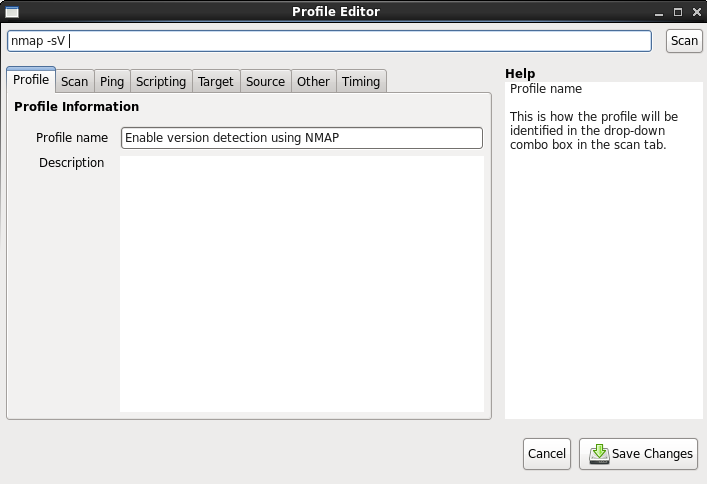 Profile Editor
nmap -sV
Scan
Profile Scan Ping Scripting Target Source Other Timing
Profile Information
Profile name Enable version detection using NMAP
Description
Help
Profile name
This is how the profile will be
identified in the drop-down
combo box in the scan tab.
Cancel Save Changes